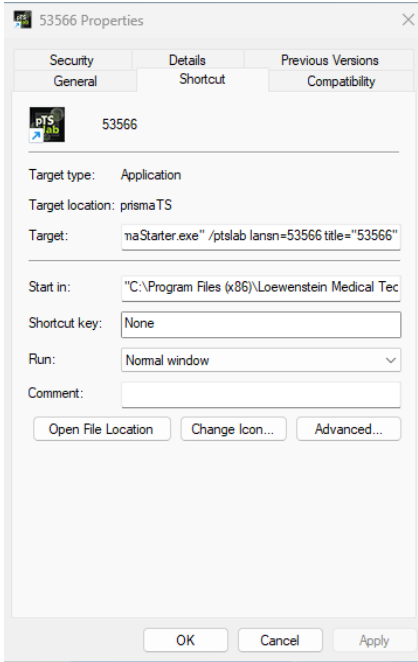 53566 Properties
Security Details Previous Versions
General Shortcut Compatibility
pTS
lab
53566
Target type: Application
Target location: prismaTS
Target: maStarter.exe" /ptslab lansn=53566 title="53566"
Start in: "C:\Program Files (x86)\Loewenstein Medical Tec
Shortcut key: None
Run: Normal window
Comment:
Open File Location Change Icon... Advanced...
OK Cancel Apply